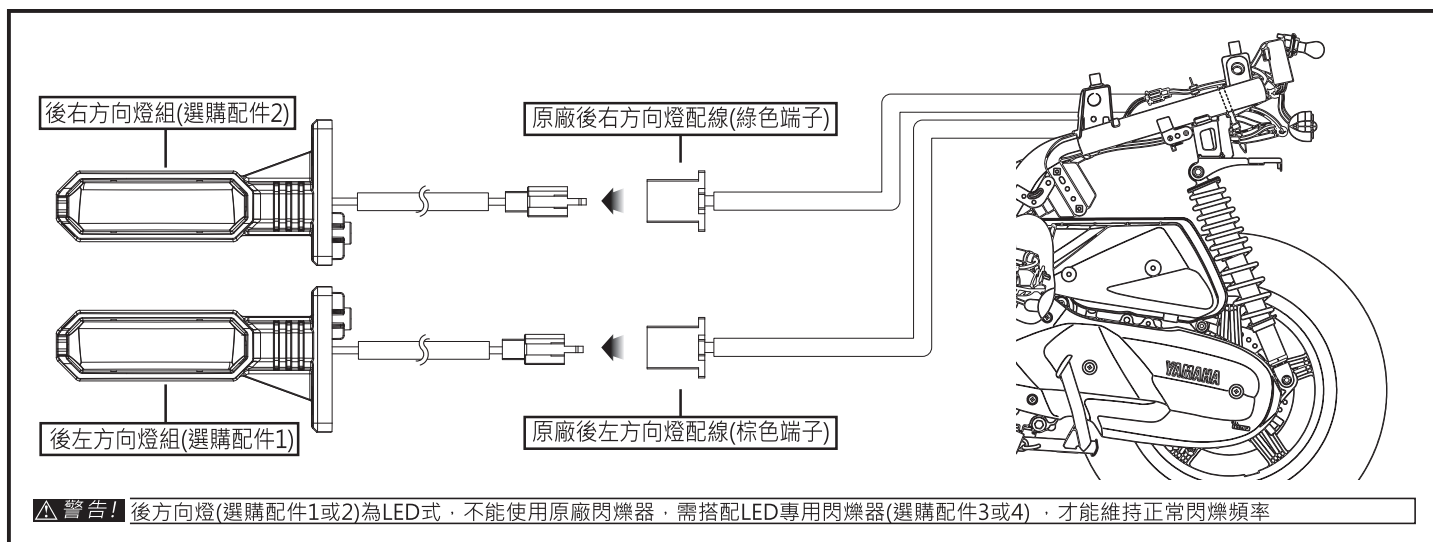 後右方向燈組(選購配件2)
原廠後右方向燈配線(綠色端子)
YAMAHA
後左方向燈組(選購配件1)
原廠後左方向燈配線(棕色端子)
警告! 後方向燈(選購配件1或2)為LED式，不能使用原廠閃爍器，需搭配LED專用閃爍器(選購配件3或4)，才能維持正常閃爍頻率